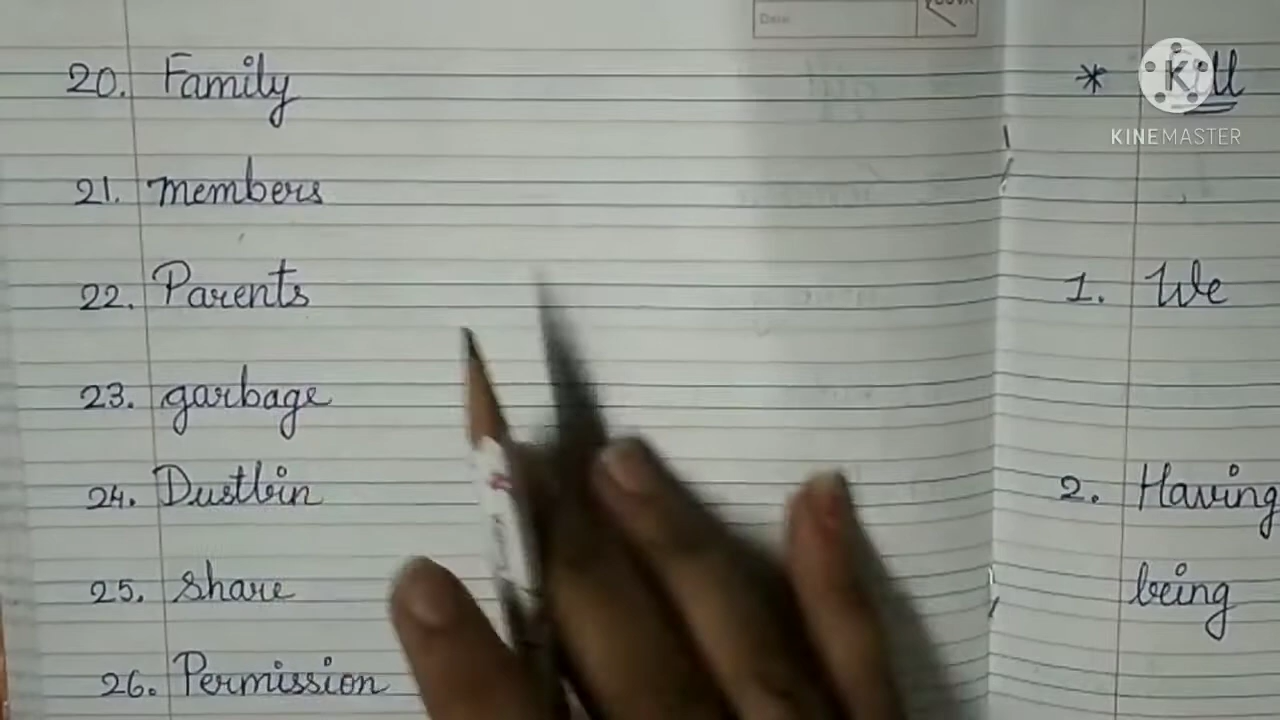 Date:
20. Family
21. members
22. Parents
23. garbage
24. Dustbin
25. share
26. Permission
*
KINEMASTER
1. We
2. Having
being